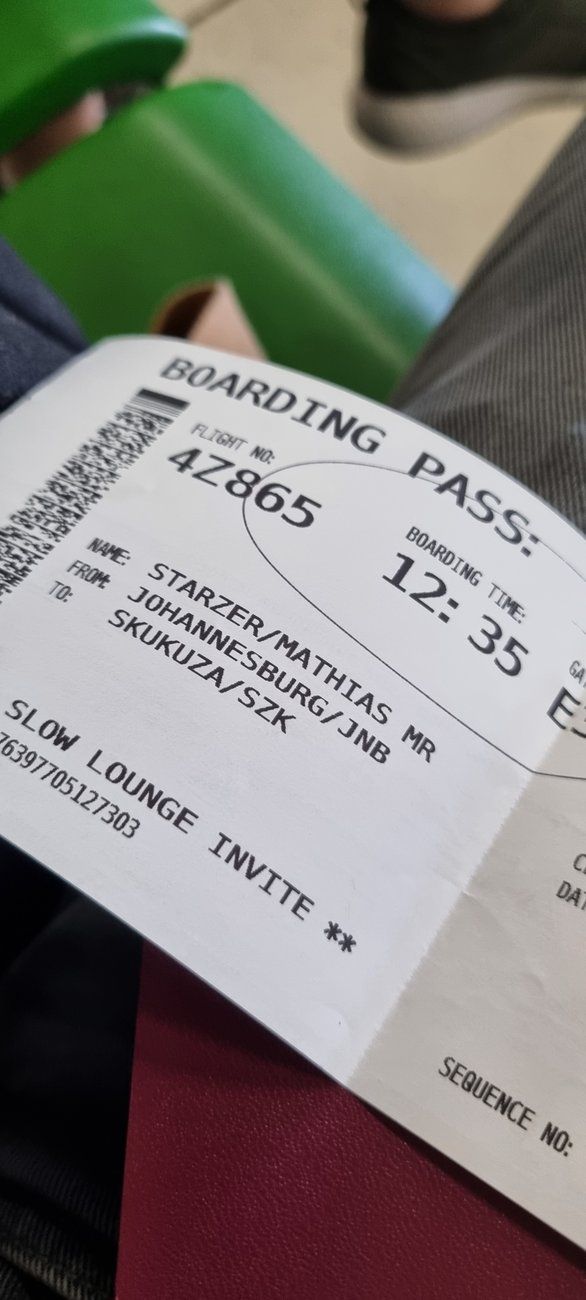 BOARDING PASS:
FLIGHT NO:
4Z865
BOARDING TIME:
12:35
NAME: STARZER/MATHIAS MR
FROM: JOHANNESBURG/JNB
TO: SKUKUZA/SZK
SLOW LOUNGE INVITE **
76397705127303
SEQUENCE NO: